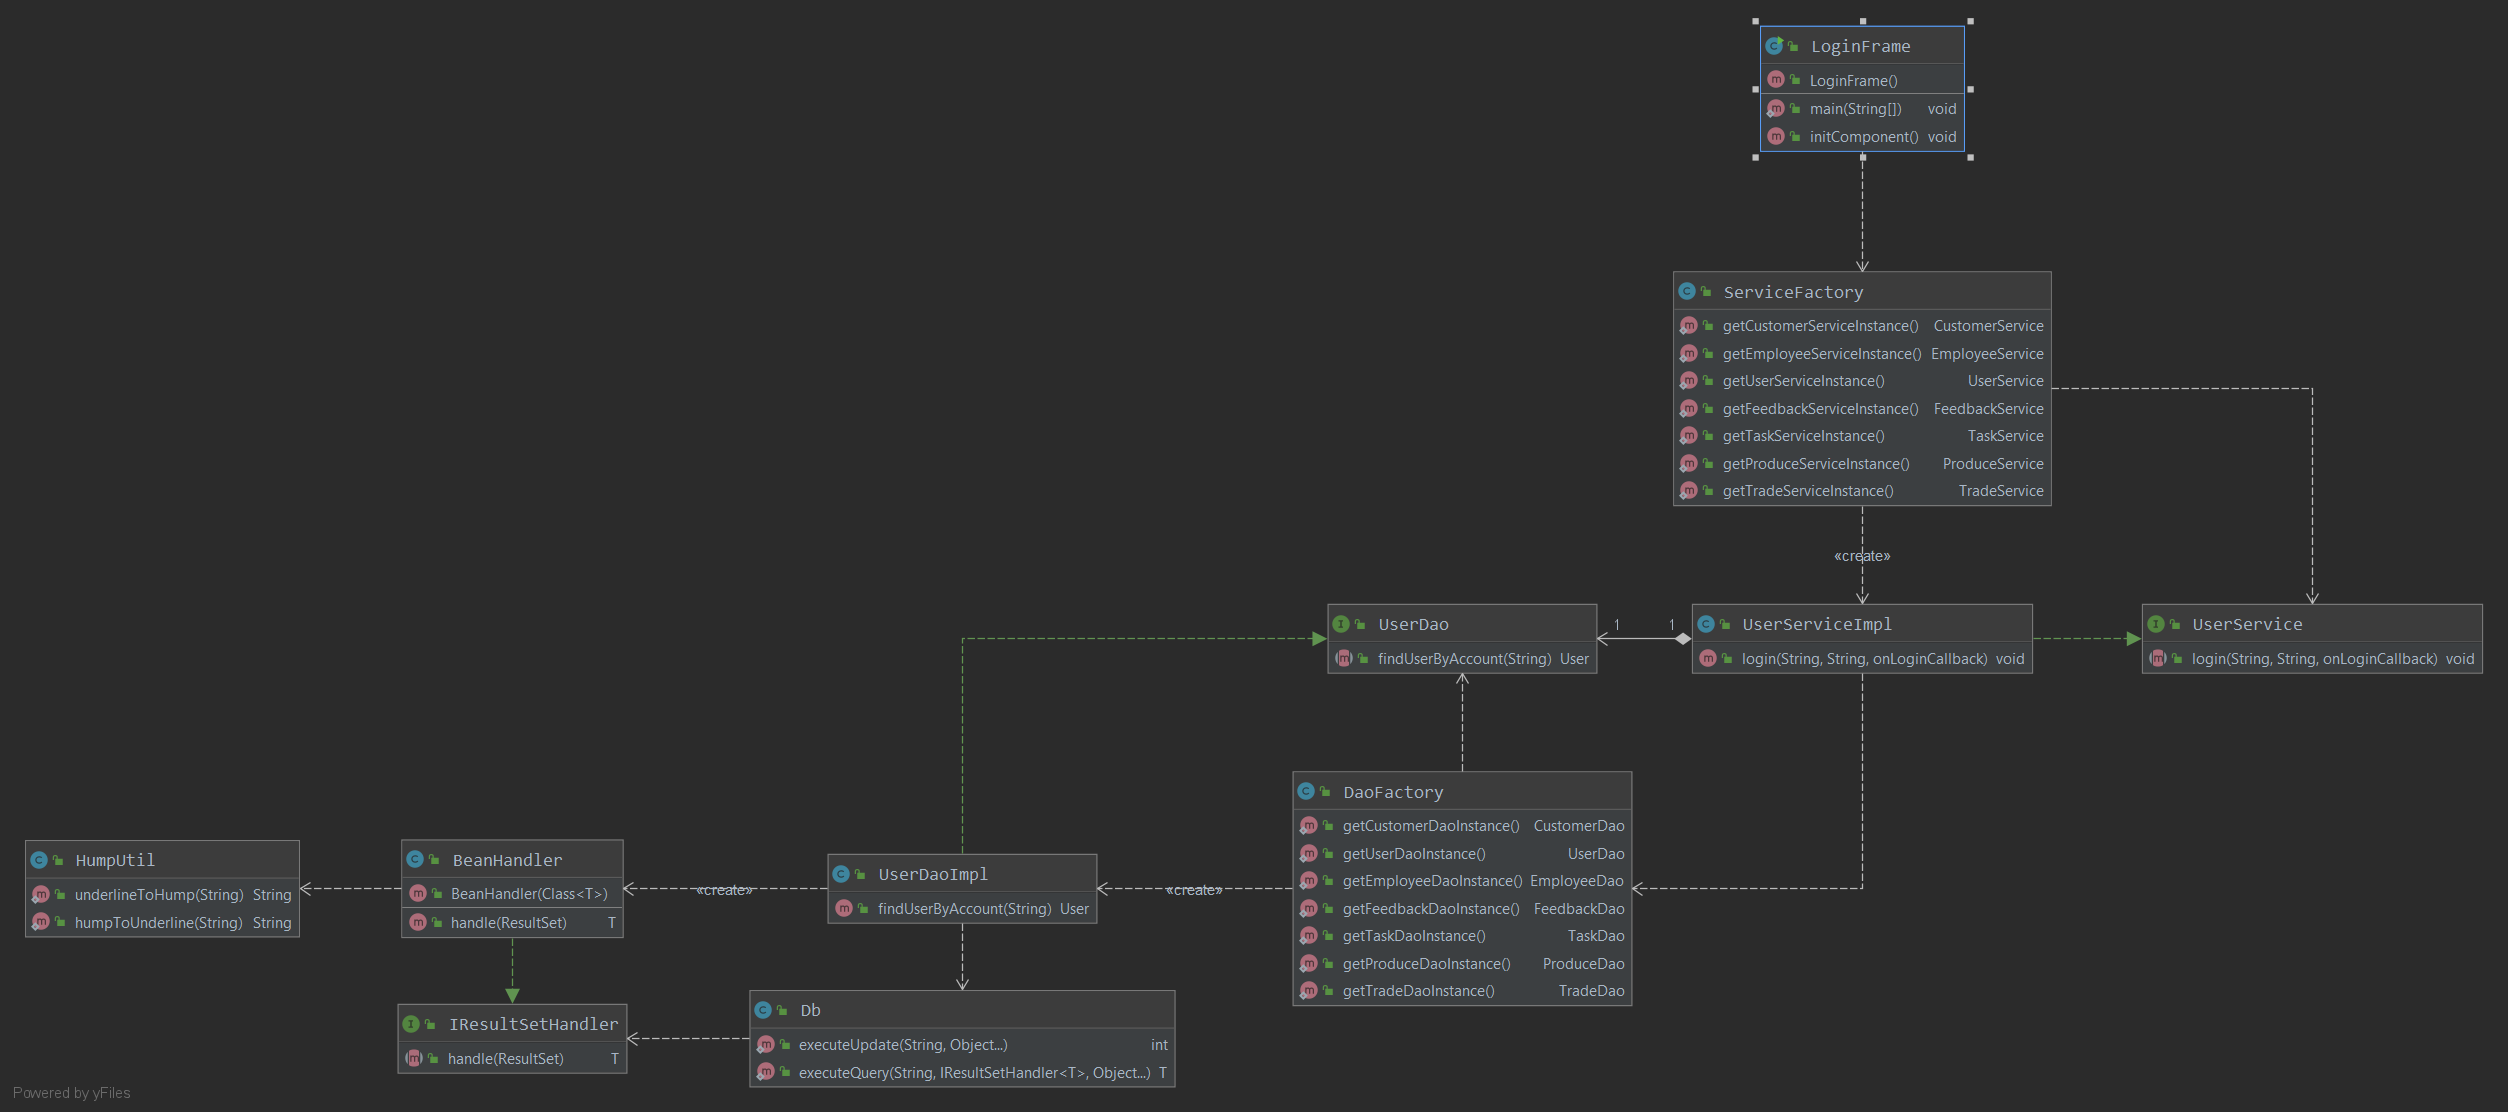 LoginFrame
LoginFrame()
main(String[]) void
initComponent() void
ServiceFactory
getCustomerServiceInstance() CustomerService
getEmployeeServiceInstance() EmployeeService
getUserServiceInstance() UserService
getFeedbackServiceInstance() FeedbackService
getTaskServiceInstance() TaskService
getProduceServiceInstance() ProduceService
getTradeServiceInstance() TradeService
«create»
UserDao
findUserByAccount(String) User
1 1
UserServiceImpl
login(String, String, onLoginCallback) void
UserService
login(String, String, onLoginCallback) void
DaoFactory
getCustomerDaoInstance() CustomerDao
getUserDaoInstance() UserDao
getEmployeeDaoInstance() EmployeeDao
getFeedbackDaoInstance() FeedbackDao
getTaskDaoInstance() TaskDao
getProduceDaoInstance() ProduceDao
getTradeDaoInstance() TradeDao
HumpUtil
underlineToHump(String) String
humpToUnderline(String) String
BeanHandler
BeanHandler(Class<T>)
handle(ResultSet) T
«create»
UserDaoImpl
findUserByAccount(String) User
«create»
IResultSetHandler
handle(ResultSet) T
Db
executeUpdate(String, Object...) int
executeQuery(String, IResultSetHandler<T>, Object...) T
Powered by yFiles